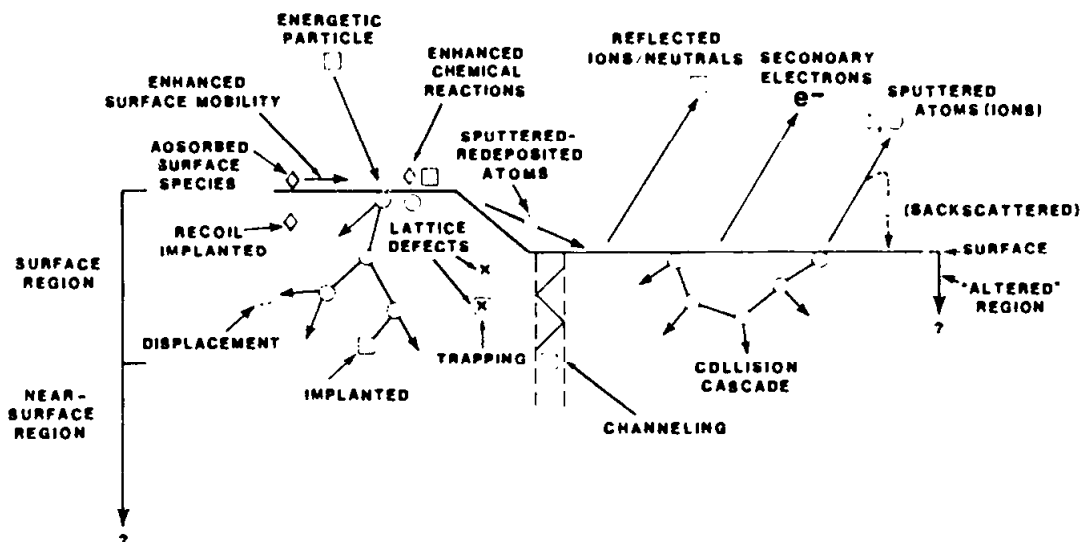 ENERGETIC
PARTICLE
ENHANCED
SURFACE MOBILITY
ENHANCED
CHEMICAL
REACTIONS
REFLECTED
IONS/NEUTRALS
SECONDARY
ELECTRONS
e-
SPUTTERED
ATOMS (IONS)
ADSORBED
SURFACE
SPECIES
SPUTTERED-
REDEPOSITED
ATOMS
(BACKSCATTERED)
RECOIL
IMPLANTED
LATTICE
DEFECTS
SURFACE
SURFACE
REGION
"ALTERED"
REGION
?
DISPLACEMENT
TRAPPING
COLLISION
CASCADE
IMPLANTED
NEAR-
SURFACE
REGION
CHANNELING
?